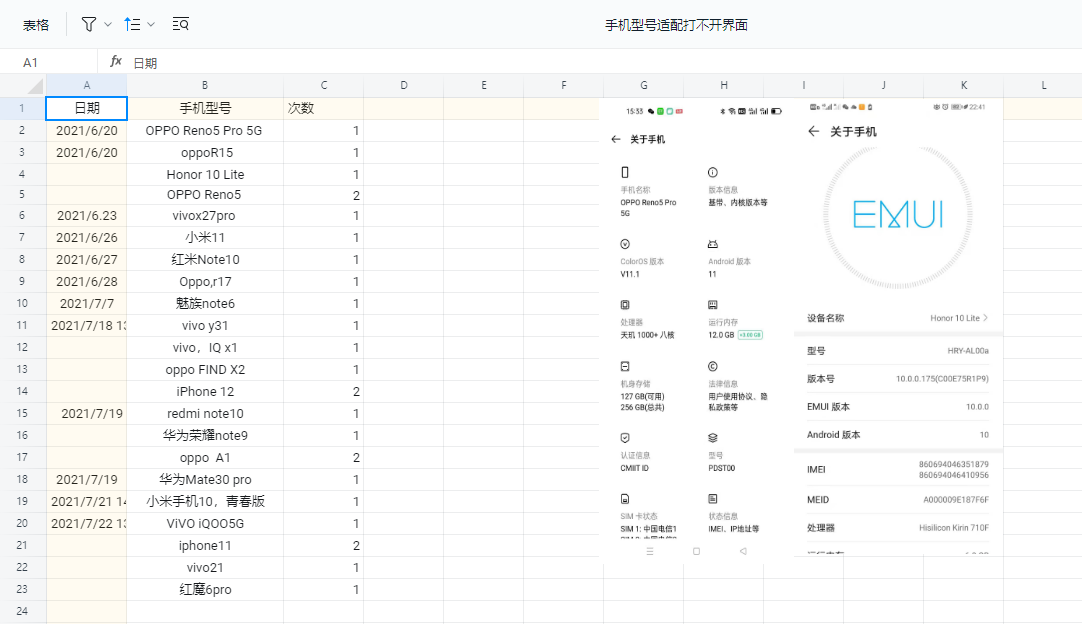 表格
手机型号适配打不开界面
A1 fx 日期
A B C D E F G H I J K L
1 日期 手机型号 次数
2 2021/6/20 OPPO Reno5 Pro 5G 1
3 2021/6/20 oppoR15 1
4 Honor 10 Lite 1
5 OPPO Reno5 2
6 2021/6.23 vivox27pro 1
7 2021/6/26 小米11 1
8 2021/6/27 红米Note10 1
9 2021/6/28 Oppo,r17 1
10 2021/7/7 魅族note6 1
11 2021/7/18 13 vivo y31 1
12 vivo，IQ x1 1
13 oppo FIND X2 1
14 iPhone 12 2
15 2021/7/19 redmi note10 1
16 华为荣耀note9 1
17 oppo A1 2
18 2021/7/19 华为Mate30 pro 1
19 2021/7/21 14 小米手机10，青春版 1
20 2021/7/22 13 ViVO iQOO5G 1
21 iphone11 2
22 vivo21 1
23 红魔6pro 1
24
15:33
关于手机
手机名称
OPPO Reno5 Pro
5G
版本信息
基带、内核版本等
ColorOS 版本
V11.1
Android 版本
11
处理器
天玑 1000+ 八核
运行内存
12.0 GB +3.00 GB
机身存储
127 GB(可用)
256 GB(总共)
法律信息
用户使用协议、隐
私政策等
认证信息
CMIIT ID
型号
PDST00
SIM 卡状态
SIM 1: 中国电信1
状态信息
IMEI、IP地址等
22:41
关于手机
EMUI
设备名称 Honor 10 Lite
型号 HRY-AL00a
版本号 10.0.0.175(C00E75R1P9)
EMUI 版本 10.0.0
Android 版本 10
IMEI 860694046351879
860694046410956
MEID A000009E187F6F
处理器 Hisilicon Kirin 710F